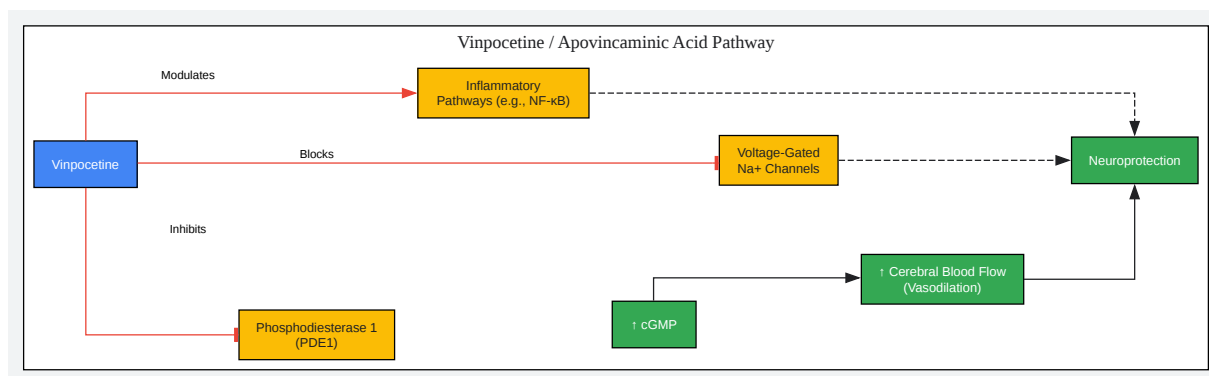 Vinpocetine / Apovincaminic Acid Pathway
Modulates
Inflammatory
Pathways (e.g., NF-κB)
Vinpocetine
Blocks
Voltage-Gated
Na+ Channels
Neuroprotection
Inhibits
↑ Cerebral Blood Flow
(Vasodilation)
↑ cGMP
Phosphodiesterase 1
(PDE1)